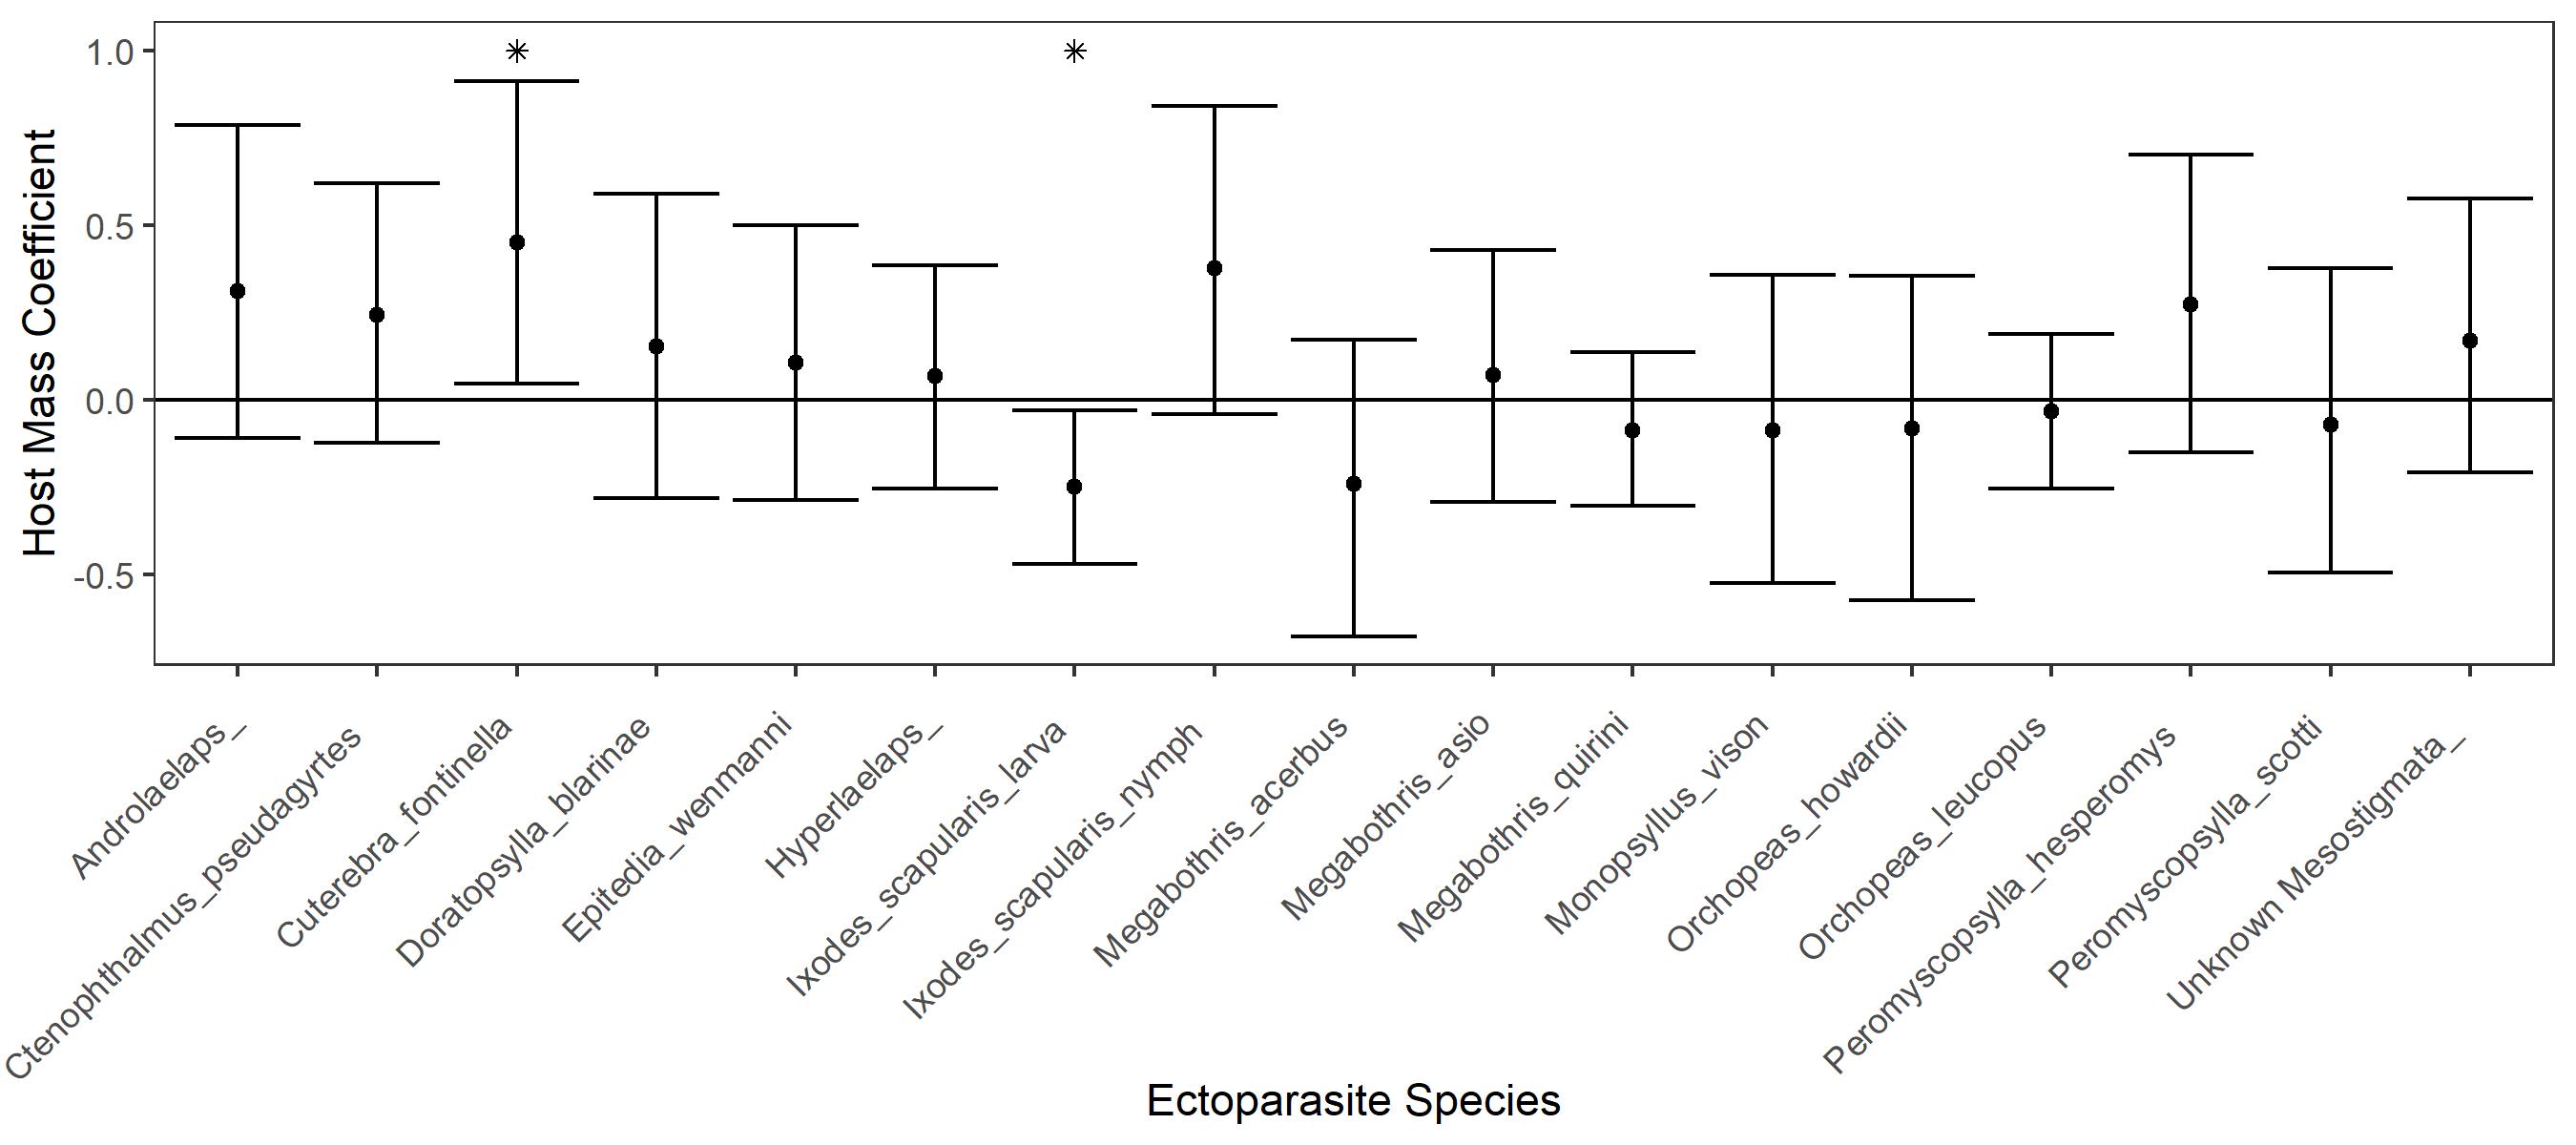 Host Mass Coefficient
1.0
0.5
0.0
-0.5
* *
Androlaelaps_
Ctenophthalmus_pseudagyrtes
Cuterebra_fontinella
Doratopsylla_blarinae
Epitedia_wenmanni
Hyperlaelaps_
Ixodes_scapularis_larva
Ixodes_scapularis_nymph
Megabothris_acerbus
Megabothris_asio
Megabothris_quirini
Monopsyllus_vison
Orchopeas_howardii
Orchopeas_leucopus
Peromyscopsylla_hesperomys
Peromyscopsylla_scotti
Unknown Mesostigmata_
Ectoparasite Species